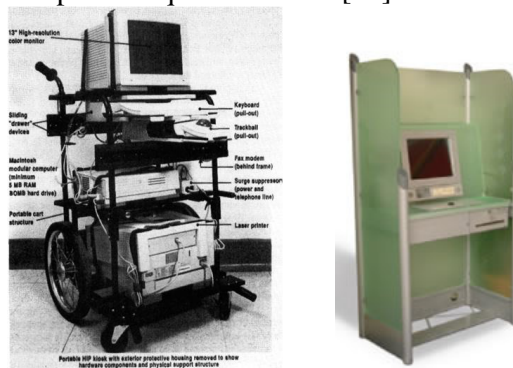 13" High-resolution
color monitor
Keyboard
(pull-out)
Sliding
"drawer"
devices
Trackball
(pull-out)
Fax modem
(behind frame)
Macintosh
modular computer
(minimum
5 MB RAM
80MB hard drive)
Surge suppressor
(power and
telephone line)
Portable cart
structure
Laser printer
Portable HIP kiosk with exterior protective housing removed to show
hardware components and physical support structure